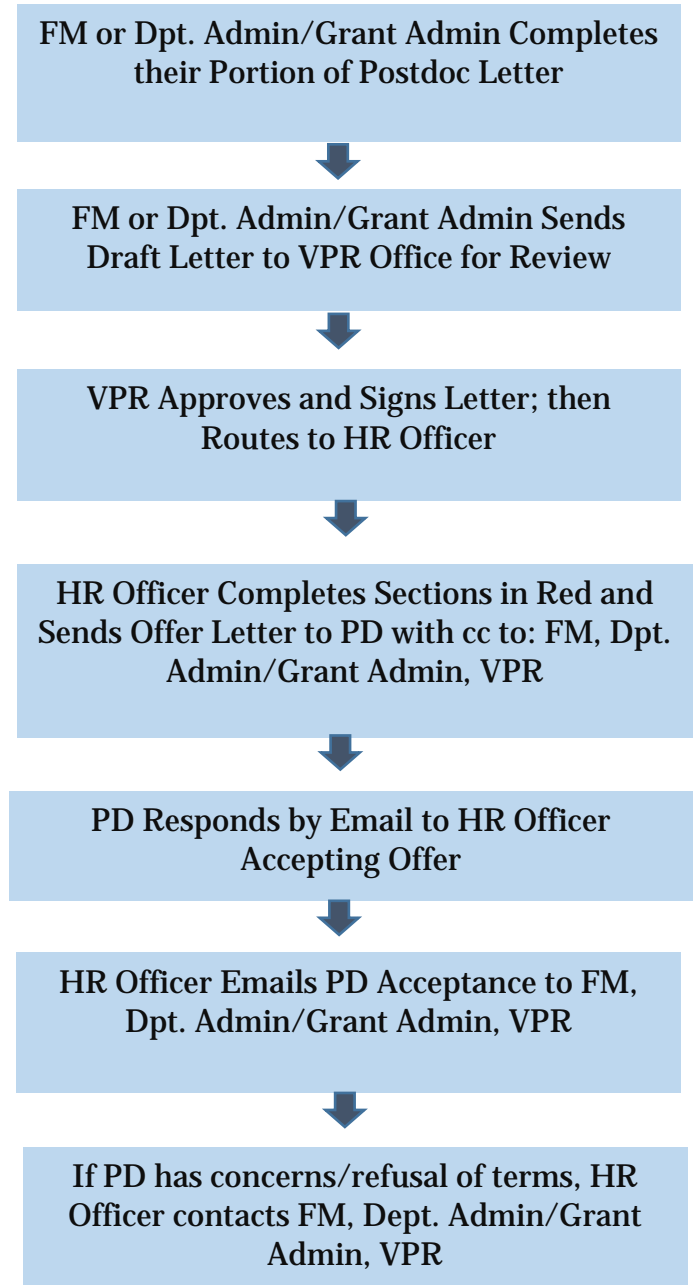 FM or Dpt. Admin/Grant Admin Completes
their Portion of Postdoc Letter
FM or Dpt. Admin/Grant Admin Sends
Draft Letter to VPR Office for Review
VPR Approves and Signs Letter; then
Routes to HR Officer
HR Officer Completes Sections in Red and
Sends Offer Letter to PD with cc to: FM, Dpt.
Admin/Grant Admin, VPR
PD Responds by Email to HR Officer
Accepting Offer
HR Officer Emails PD Acceptance to FM,
Dpt. Admin/Grant Admin, VPR
If PD has concerns/refusal of terms, HR
Officer contacts FM, Dept. Admin/Grant
Admin, VPR